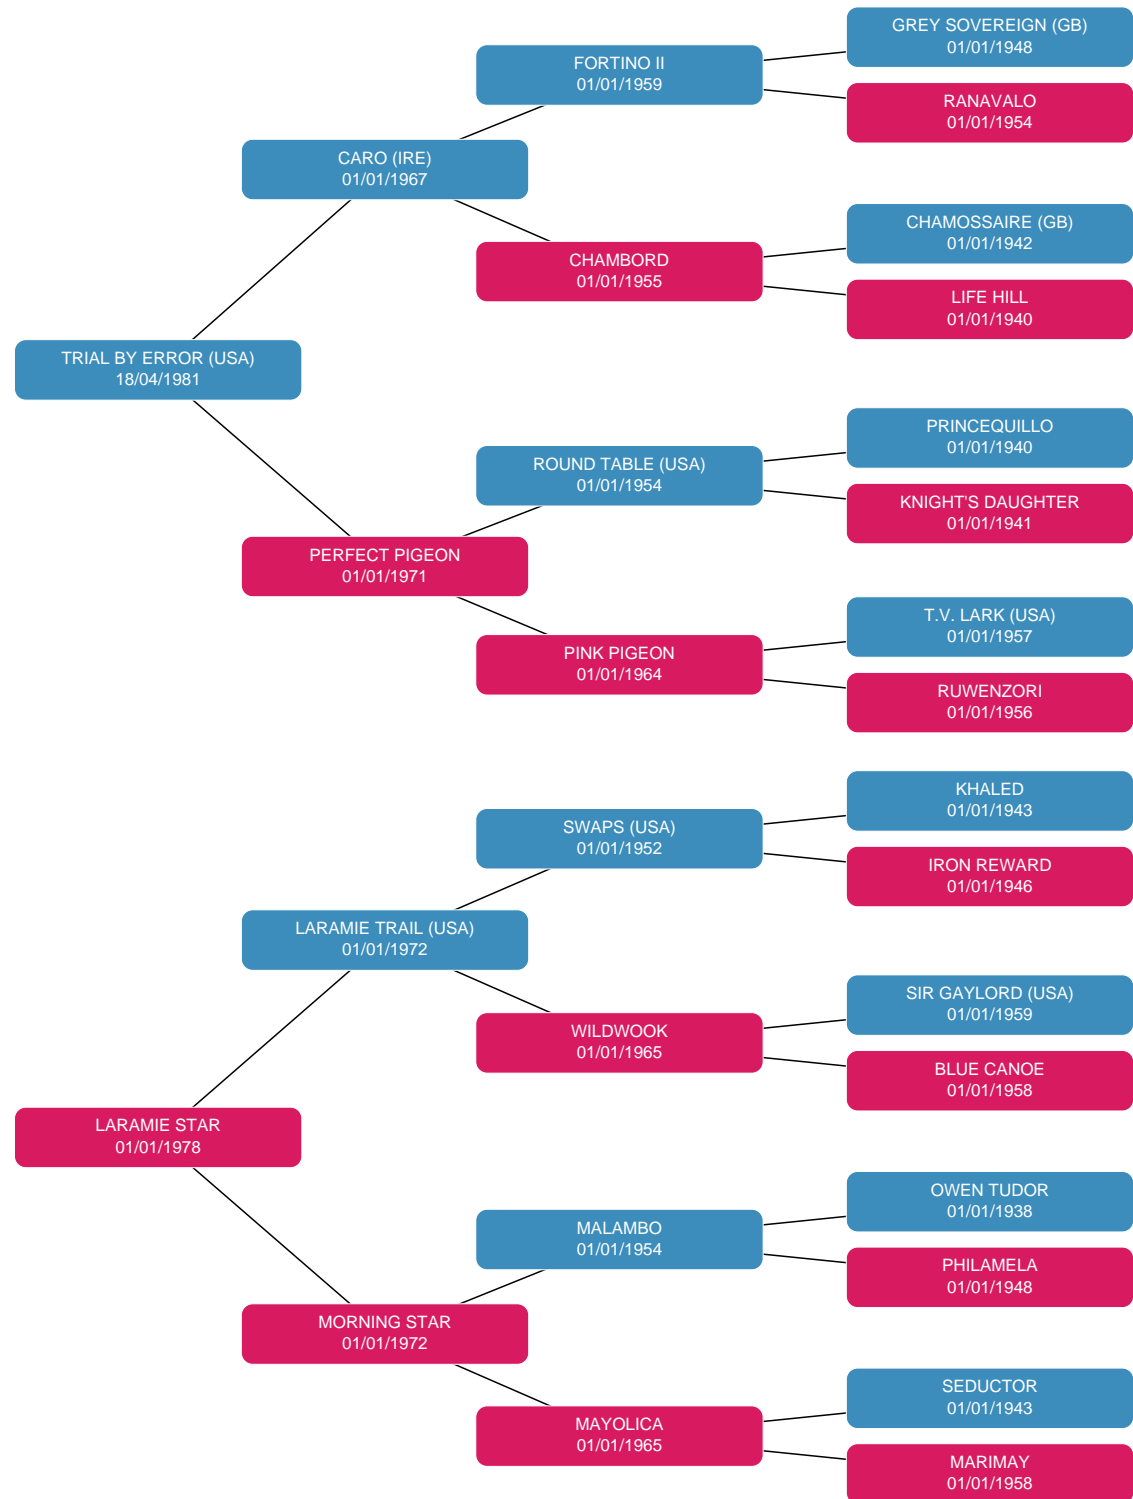 GREY SOVEREIGN (GB)
01/01/1948
FORTINO II
01/01/1959
RANAVALO
01/01/1954
CARO (IRE)
01/01/1967
CHAMOSSAIRE (GB)
01/01/1942
CHAMBORD
01/01/1955
LIFE HILL
01/01/1940
TRIAL BY ERROR (USA)
18/04/1981
PRINCEQUILLO
01/01/1940
ROUND TABLE (USA)
01/01/1954
KNIGHT'S DAUGHTER
01/01/1941
PERFECT PIGEON
01/01/1971
T.V. LARK (USA)
01/01/1957
PINK PIGEON
01/01/1964
RUWENZORI
01/01/1956
KHALED
01/01/1943
SWAPS (USA)
01/01/1952
IRON REWARD
01/01/1946
LARAMIE TRAIL (USA)
01/01/1972
SIR GAYLORD (USA)
01/01/1959
WILDWOOK
01/01/1965
BLUE CANOE
01/01/1958
LARAMIE STAR
01/01/1978
OWEN TUDOR
01/01/1938
MALAMBO
01/01/1954
PHILAMELA
01/01/1948
MORNING STAR
01/01/1972
SEDUCTOR
01/01/1943
MAYOLICA
01/01/1965
MARIMAY
01/01/1958